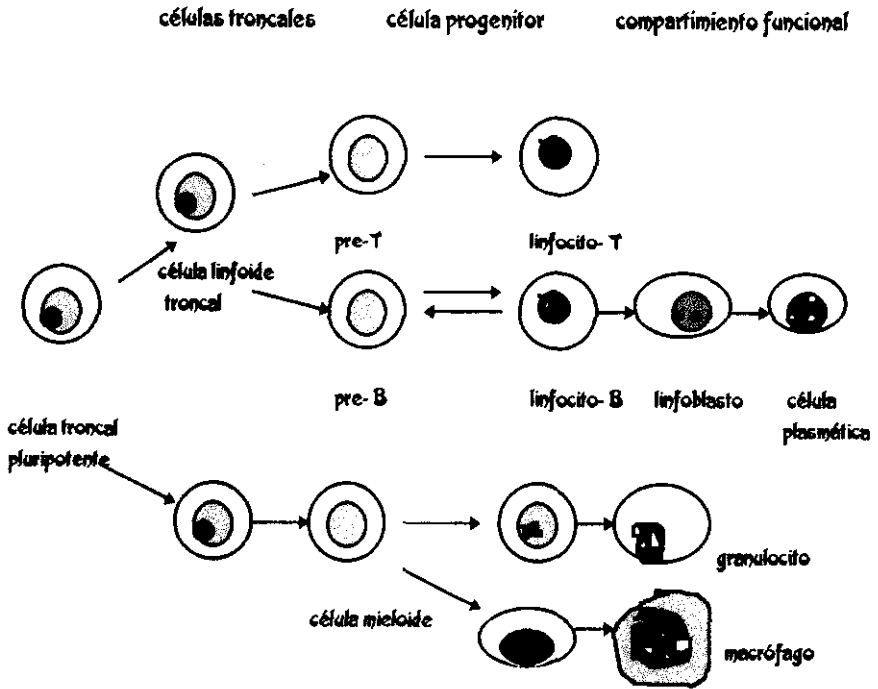 células troncales célula progenitor compartimiento funcional
pre-T linfocito-T
célula linfoide
troncal
pre-B linfocito-B linfoblasto célula
plasmática
célula troncal
pluripotente
granulocito
célula mieloide
macrófago